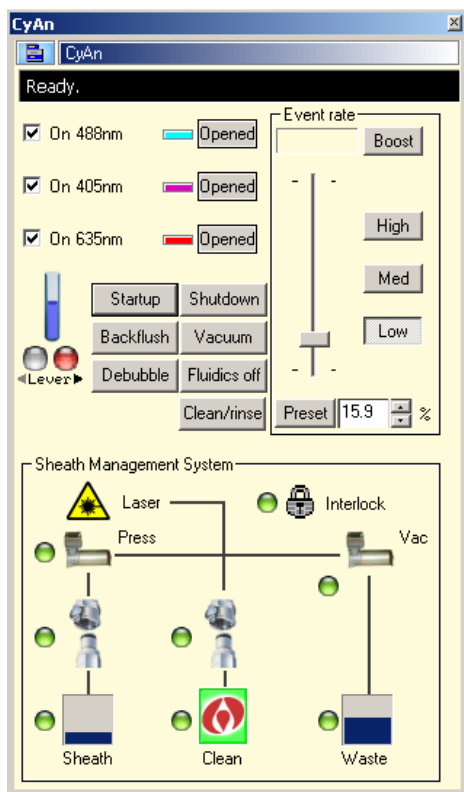 CyAn
CyAn
Ready.
On 488nm Opened
On 405nm Opened
On 635nm Opened
Event rate
Boost
High
Med
Low
Startup Shutdown
Backflush Vacuum
Debubble Fluidics off
Clean/rinse
Lever
Preset 15.9 %
Sheath Management System
Laser Interlock
Press Vac
Sheath Clean Waste